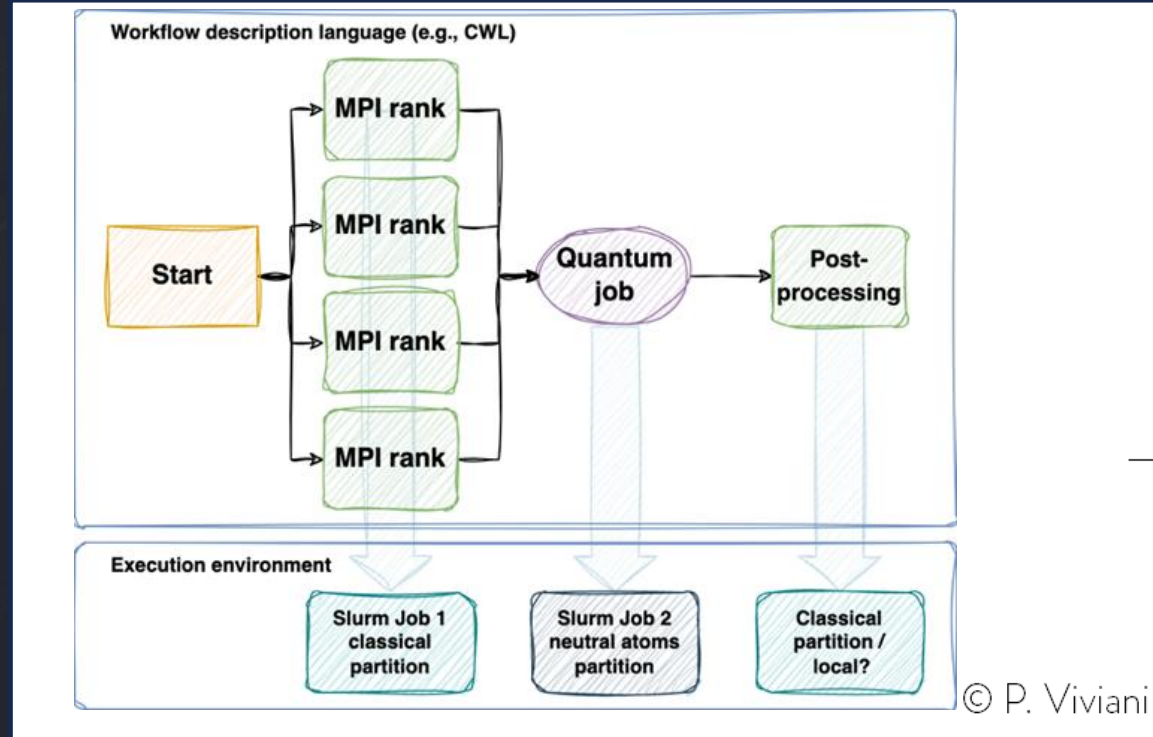 Workflow description language (e.g., CWL)
MPI rank
MPI rank
MPI rank
MPI rank
Start
Quantum
job
Post-
processing
Execution environment
Slurm Job 1
classical
partition
Slurm Job 2
neutral atoms
partition
Classical
partition /
local?
© P. Viviani